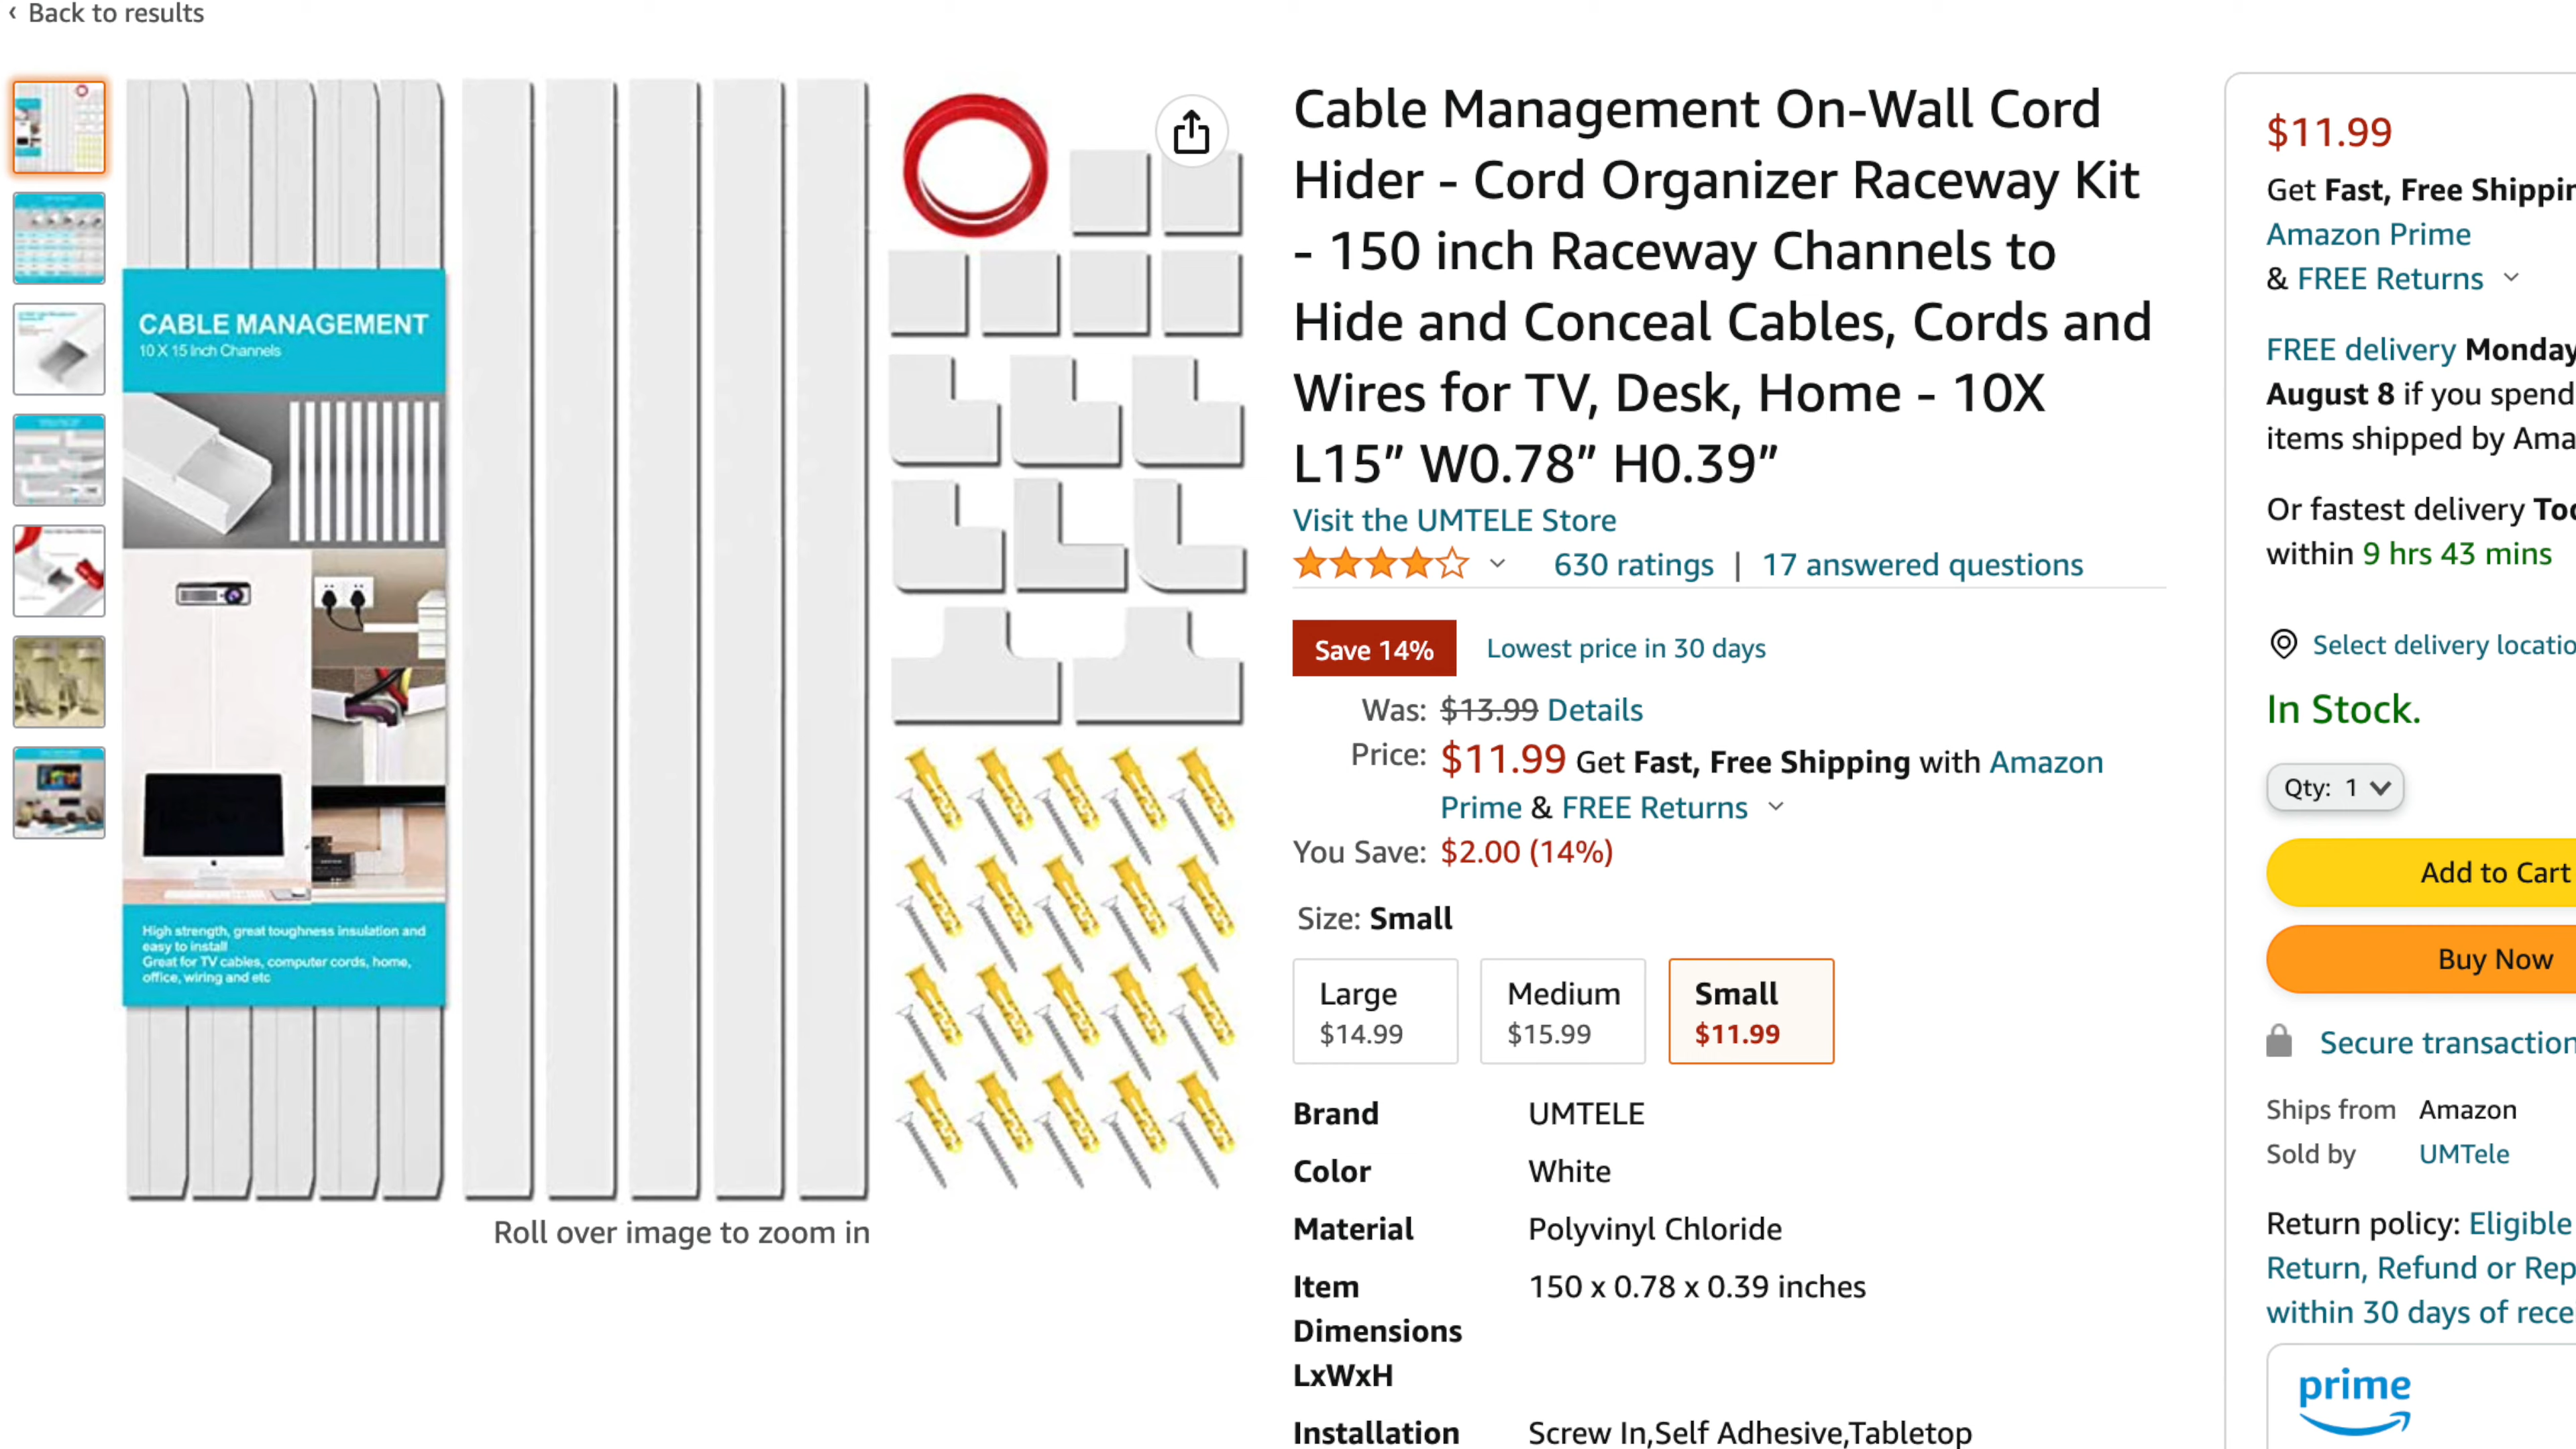 ‹ Back to results
CABLE MANAGEMENT
10 X 15 Inch Channels
High strength, great toughness insulation and
easy to install
Great for TV cables, computer cords, home,
office, wiring and etc
Roll over image to zoom in
Cable Management On-Wall Cord
Hider - Cord Organizer Raceway Kit
- 150 inch Raceway Channels to
Hide and Conceal Cables, Cords and
Wires for TV, Desk, Home - 10X
L15” W0.78” H0.39”
Visit the UMTELE Store
630 ratings | 17 answered questions
Save 14% Lowest price in 30 days
Was: $13.99 Details
Price: $11.99 Get Fast, Free Shipping with Amazon
Prime & FREE Returns
You Save: $2.00 (14%)
Size: Small
Large Medium Small
$14.99 $15.99 $11.99
Brand UMTELE
Color White
Material Polyvinyl Chloride
Item 150 x 0.78 x 0.39 inches
Dimensions
LxWxH
Installation Screw In,Self Adhesive,Tabletop
$11.99
Get Fast, Free Shippin
Amazon Prime
& FREE Returns
FREE delivery Monday
August 8 if you spend
items shipped by Ama
Or fastest delivery Too
within 9 hrs 43 mins
Select delivery locatio
In Stock.
Qty: 1
Add to Cart
Buy Now
Secure transaction
Ships from Amazon
Sold by UMTele
Return policy: Eligible
Return, Refund or Rep
within 30 days of rece
prime